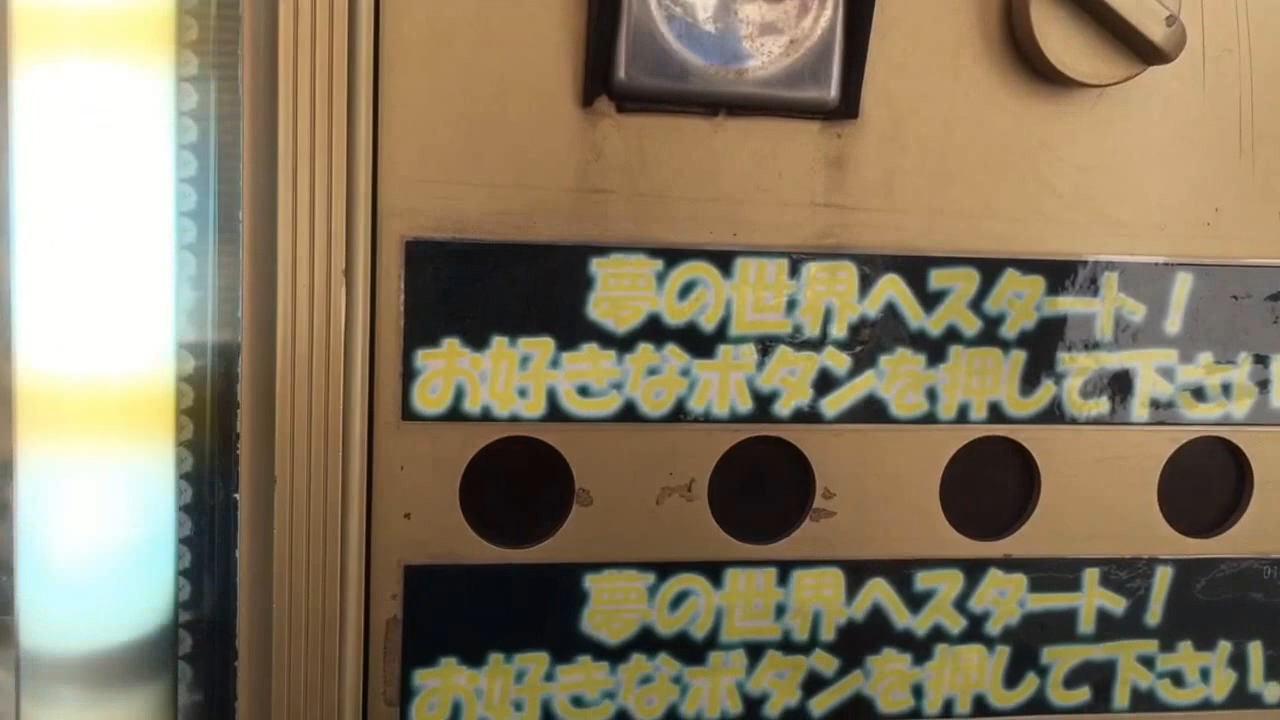 夢の世界へスタート！
お好きなボタンを押して下さい
夢の世界へスタート！
お好きなボタンを押して下さい。